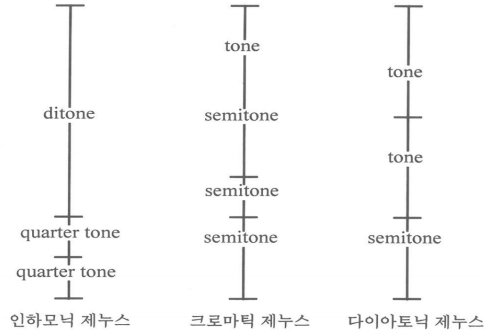 tone
tone
ditone
semitone
tone
semitone
quarter tone
semitone
semitone
quarter tone
인하모닉 제누스
크로마틱 제누스
다이아토닉 제누스